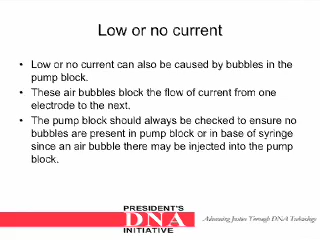 Low or no current
• Low or no current can also be caused by bubbles in the
pump block.
• These air bubbles block the flow of current from one
electrode to the next.
• The pump block should always be checked to ensure no
bubbles are present in pump block or in base of syringe
since an air bubble there may be injected into the pump
block.
PRESIDENT'S
DNA
INITIATIVE
Advancing Justice Through DNA Technology